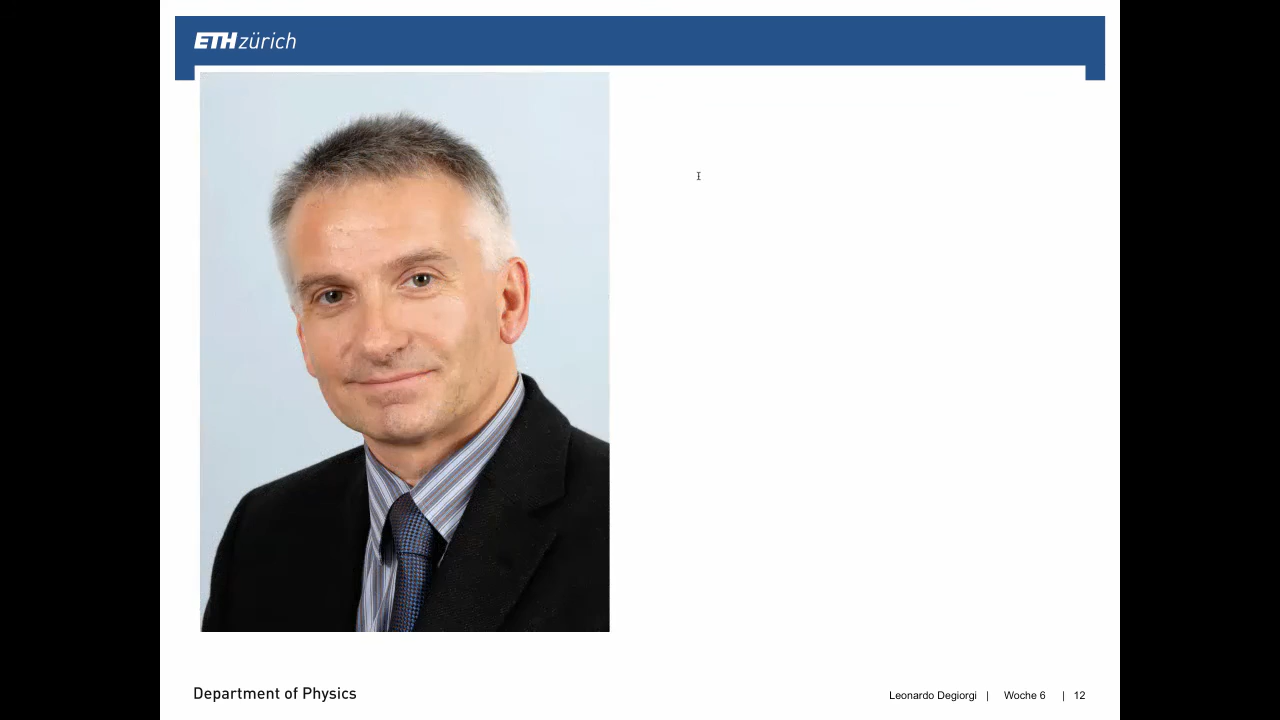 ETH zürich
Department of Physics
Leonardo Degiorgi | Woche 6 | 12